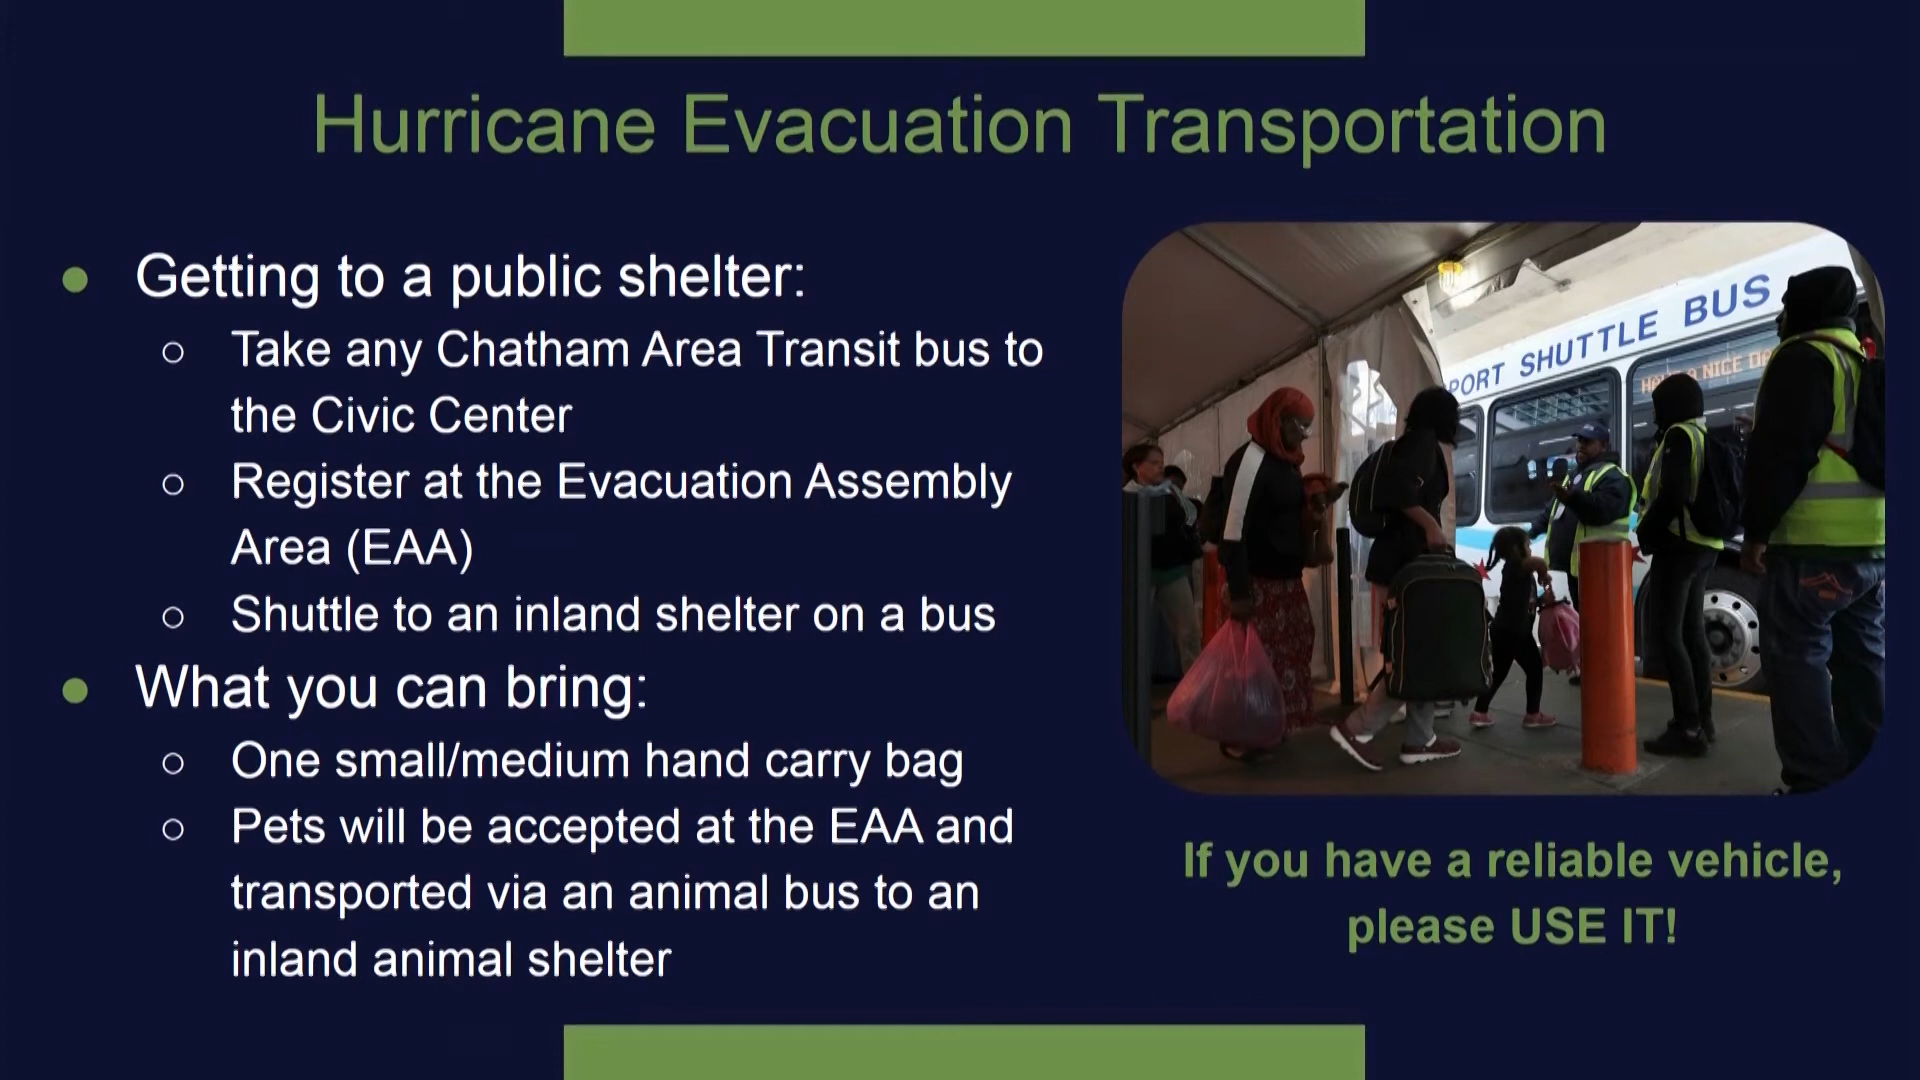 Hurricane Evacuation Transportation
Getting to a public shelter:
Take any Chatham Area Transit bus to
the Civic Center
Register at the Evacuation Assembly
Area (EAA)
Shuttle to an inland shelter on a bus
What you can bring:
One small/medium hand carry bag
Pets will be accepted at the EAA and
transported via an animal bus to an
inland animal shelter
PORT SHUTTLE BUS
A NICE
If you have a reliable vehicle,
please USE IT!